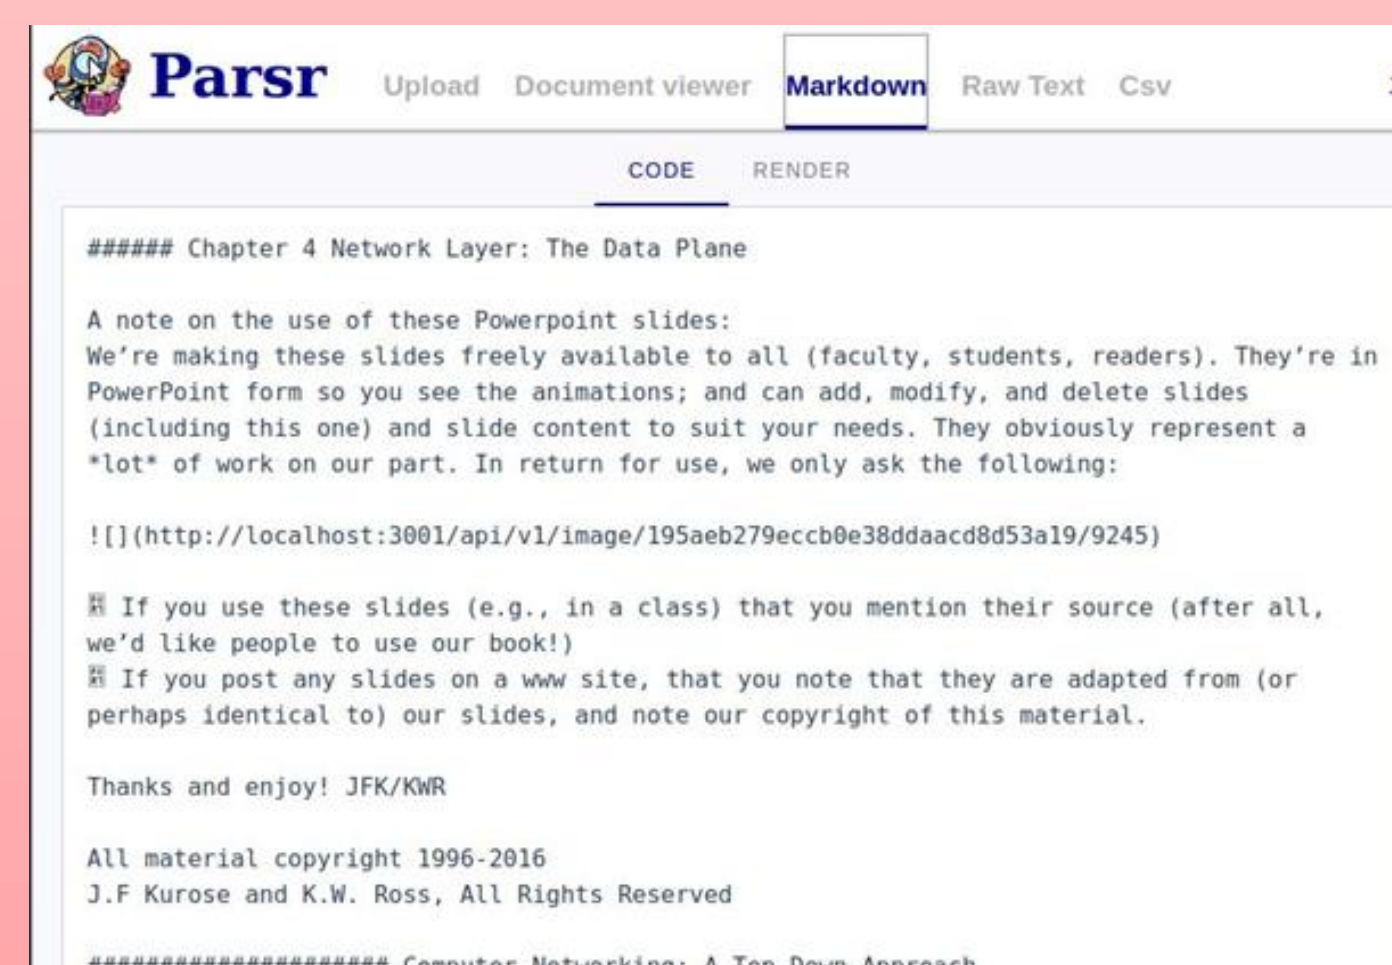 Parsr
Upload Document viewer Markdown Raw Text Csv
CODE RENDER
###### Chapter 4 Network Layer: The Data Plane
A note on the use of these Powerpoint slides:
We’re making these slides freely available to all (faculty, students, readers). They’re in
PowerPoint form so you see the animations; and can add, modify, and delete slides
(including this one) and slide content to suit your needs. They obviously represent a
*lot* of work on our part. In return for use, we only ask the following:
![](http://localhost:3001/api/v1/image/195aeb279eccb0e38ddaacd8d53a19/9245)
If you use these slides (e.g., in a class) that you mention their source (after all,
we’d like people to use our book!)
If you post any slides on a www site, that you note that they are adapted from (or
perhaps identical to) our slides, and note our copyright of this material.
Thanks and enjoy! JFK/KWR
All material copyright 1996-2016
J.F Kurose and K.W. Ross, All Rights Reserved
##################### Computer Networking: A Top Down Approach